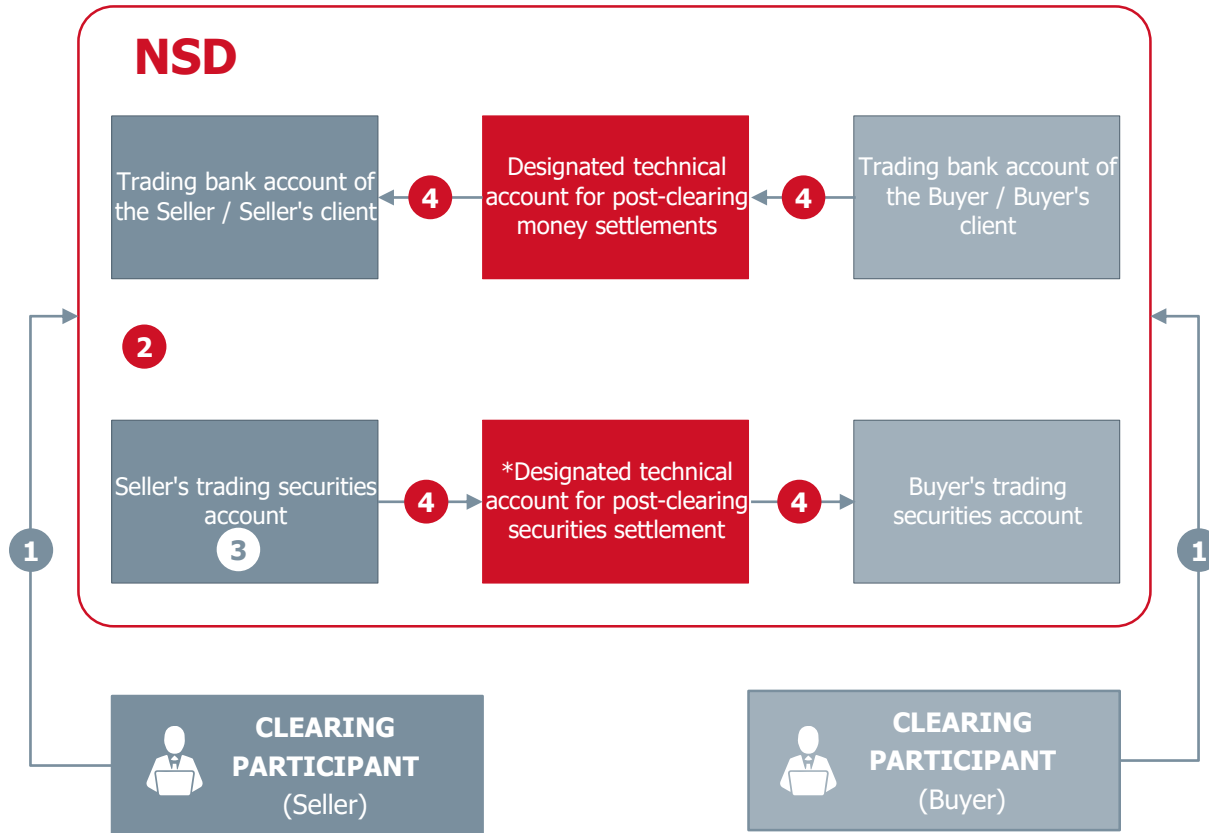 NSD
Trading bank account of
the Seller / Seller's client
4
Designated technical
account for post-clearing
money settlements
4
Trading bank account of
the Buyer / Buyer's
client
2
Seller's trading securities
account
3
4
*Designated technical
account for post-clearing
securities settlement
4
Buyer's trading
securities account
1
1
CLEARING
PARTICIPANT
(Seller)
CLEARING
PARTICIPANT
(Buyer)